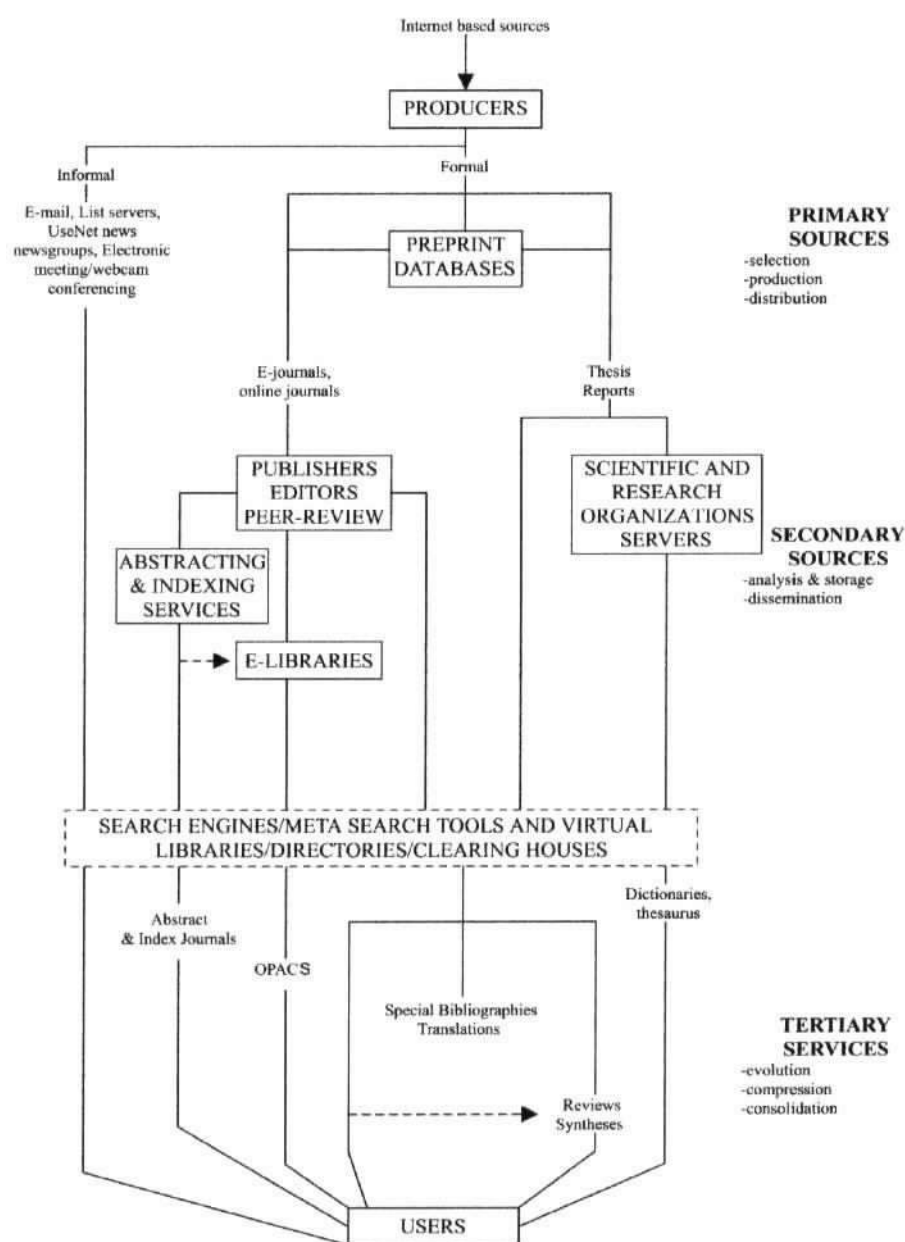 Internet based sources
PRODUCERS
Informal
Formal
E-mail, List servers,
UseNet news
newsgroups, Electronic
meeting/webcam
conferencing
PREPRINT
DATABASES
PRIMARY
SOURCES
-selection
-production
-distribution
E-journals,
online journals
Thesis
Reports
PUBLISHERS
EDITORS
PEER-REVIEW
SCIENTIFIC AND
RESEARCH
ORGANIZATIONS
SERVERS
SECONDARY
SOURCES
-analysis & storage
-dissemination
ABSTRACTING
& INDEXING
SERVICES
E-LIBRARIES
SEARCH ENGINES/META SEARCH TOOLS AND VIRTUAL
LIBRARIES/DIRECTORIES/CLEARING HOUSES
Abstract
& Index Journals
OPACS
Dictionaries,
thesaurus
Special Bibliographies
Translations
TERTIARY
SERVICES
-evolution
-compression
-consolidation
Reviews
Syntheses
USERS